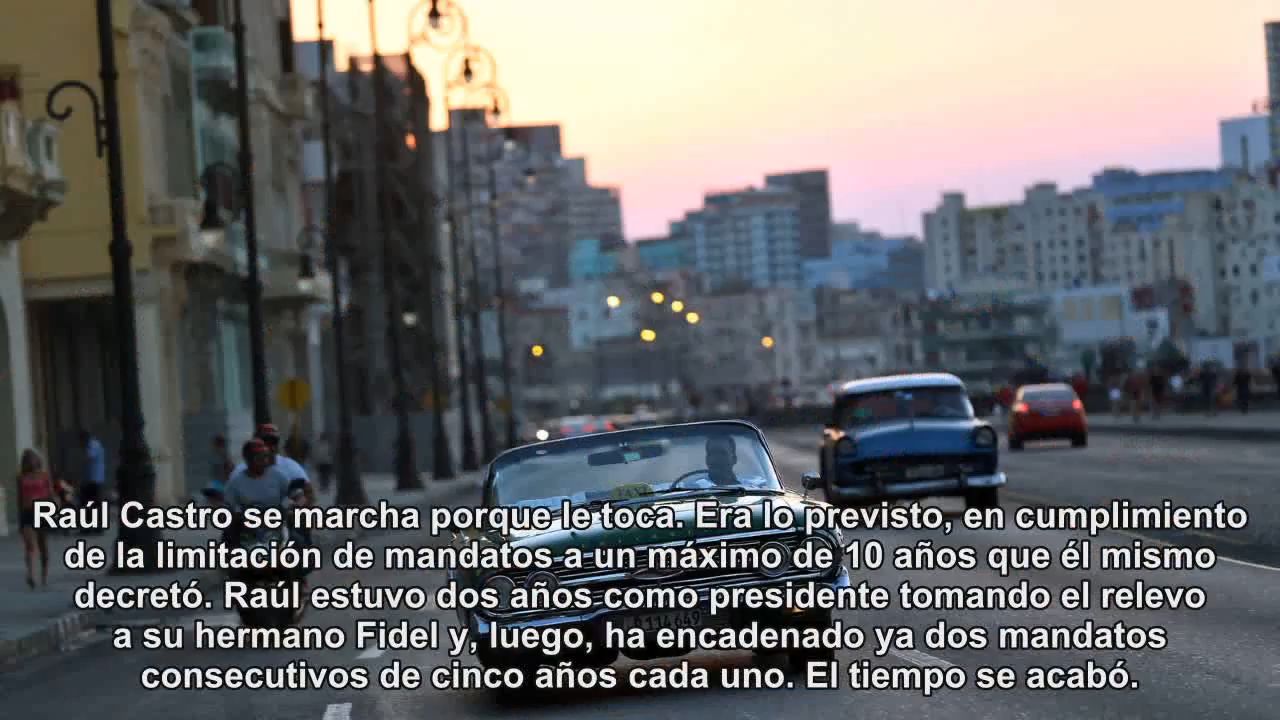 Raúl Castro se marcha porque le toca. Era lo previsto, en cumplimiento
de la limitación de mandatos a un máximo de 10 años que él mismo
decretó. Raúl estuvo dos años como presidente tomando el relevo
a su hermano Fidel y, luego, ha encadenado ya dos mandatos
consecutivos de cinco años cada uno. El tiempo se acabó.
TAXI